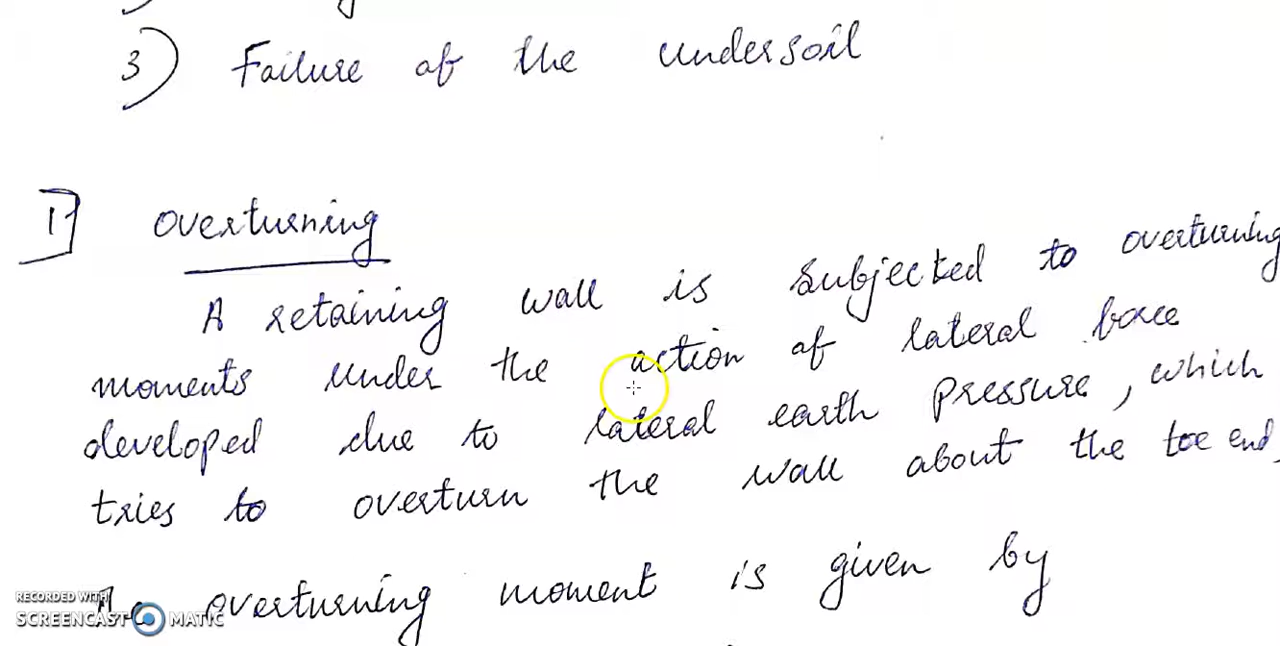 3) Failure of the undersoil
1] overturning
A retaining wall is subjected to overturning
moments under the action of lateral force
developed due to lateral earth pressure, which
tries to overturn the wall about the toe end,
overturning moment is given by
RECORDED WITH
SCREENCAST MATIC